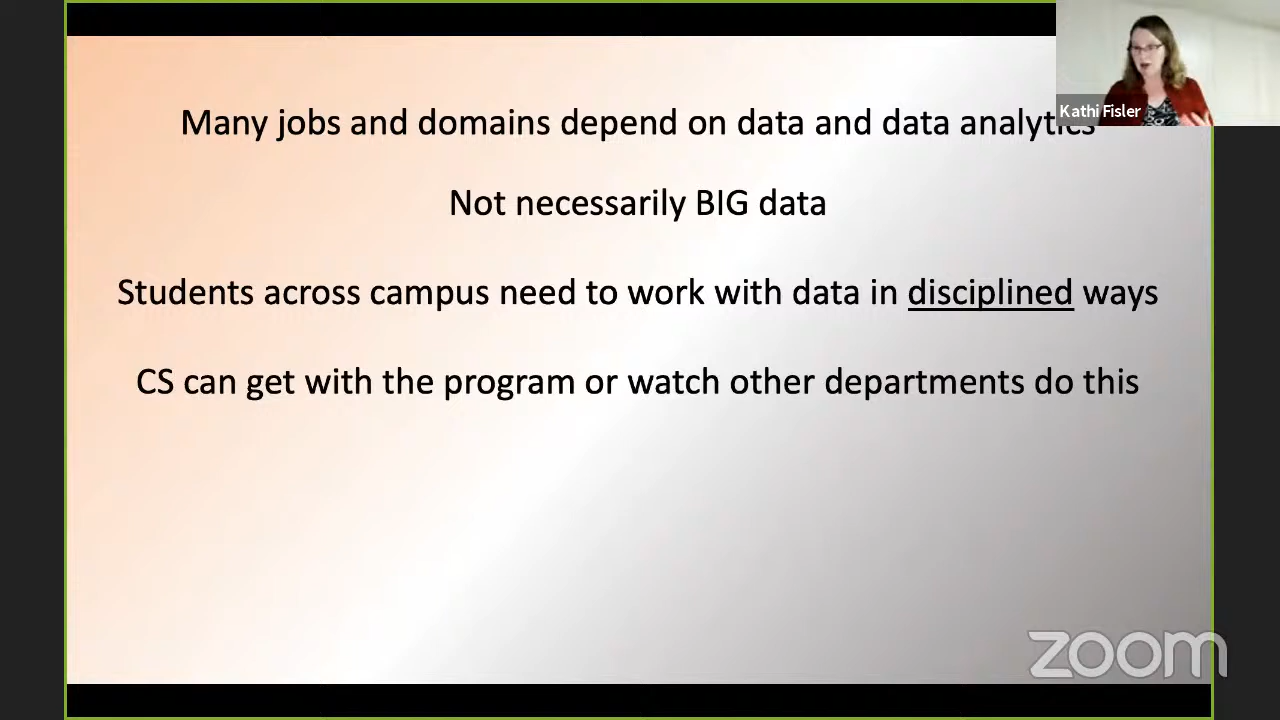 Many jobs and domains depend on data and data analytics
Kathi Fisler
Not necessarily BIG data
Students across campus need to work with data in disciplined ways
CS can get with the program or watch other departments do this
zoom